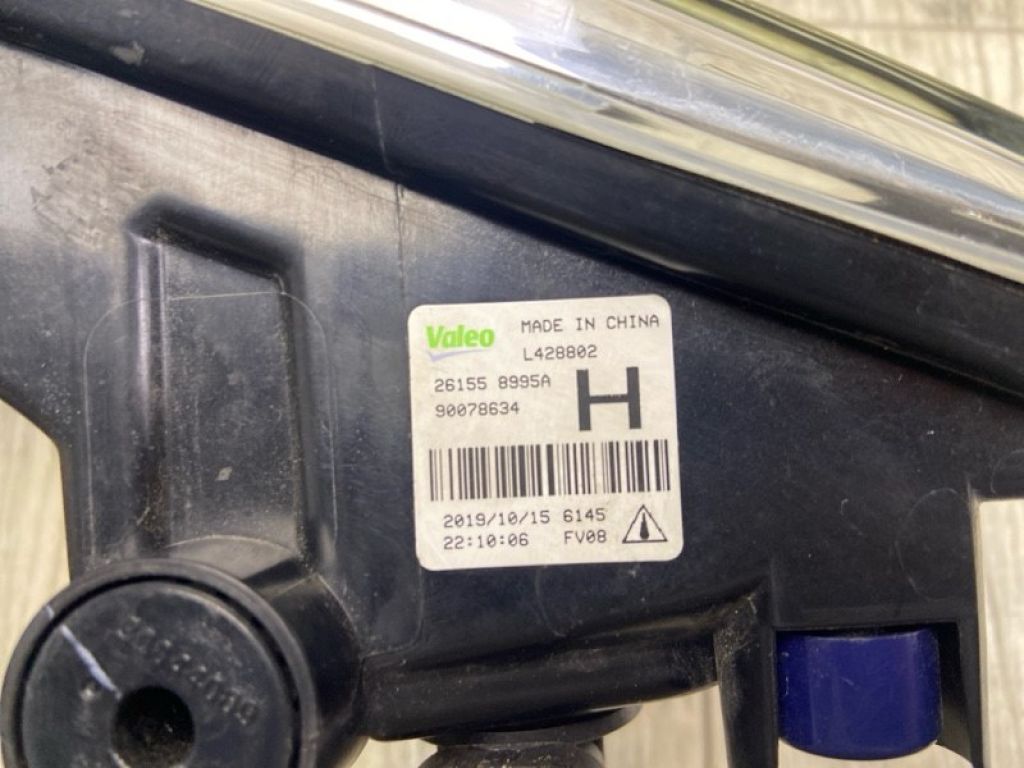 Valeo MADE IN CHINA
L428802
26155 8995A
90078634
H
2019/10/15 6145
22:10:06 FV08